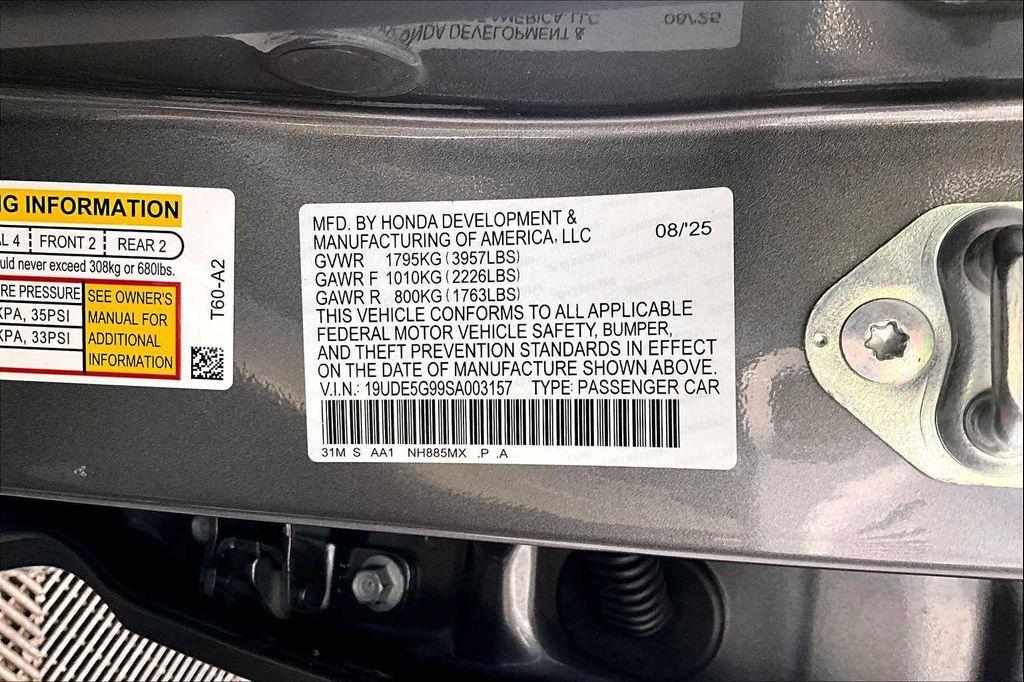 NG INFORMATION
AL 4 FRONT 2 REAR 2
ould never exceed 308kg or 680lbs.
RE PRESSURE
KPA, 35PSI
KPA, 33PSI
SEE OWNER'S
MANUAL FOR
ADDITIONAL
INFORMATION
T60-A2
MFD. BY HONDA DEVELOPMENT &
MANUFACTURING OF AMERICA, LLC
08/'25
GVWR 1795KG (3957LBS)
GAWR F 1010KG (2226LBS)
GAWR R 800KG (1763LBS)
THIS VEHICLE CONFORMS TO ALL APPLICABLE
FEDERAL MOTOR VEHICLE SAFETY, BUMPER,
AND THEFT PREVENTION STANDARDS IN EFFECT
ON THE DATE OF MANUFACTURE SHOWN ABOVE.
V.I.N.: 19UDE5G99SA003157 TYPE: PASSENGER CAR
31M S AA1 NH885MX .P .A